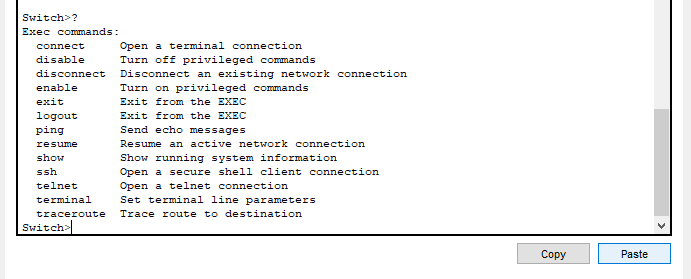 Switch>?
Exec commands:
connect Open a terminal connection
disable Turn off privileged commands
disconnect Disconnect an existing network connection
enable Turn on privileged commands
exit Exit from the EXEC
logout Exit from the EXEC
ping Send echo messages
resume Resume an active network connection
show Show running system information
ssh Open a secure shell client connection
telnet Open a telnet connection
terminal Set terminal line parameters
traceroute Trace route to destination
Switch>
Copy Paste